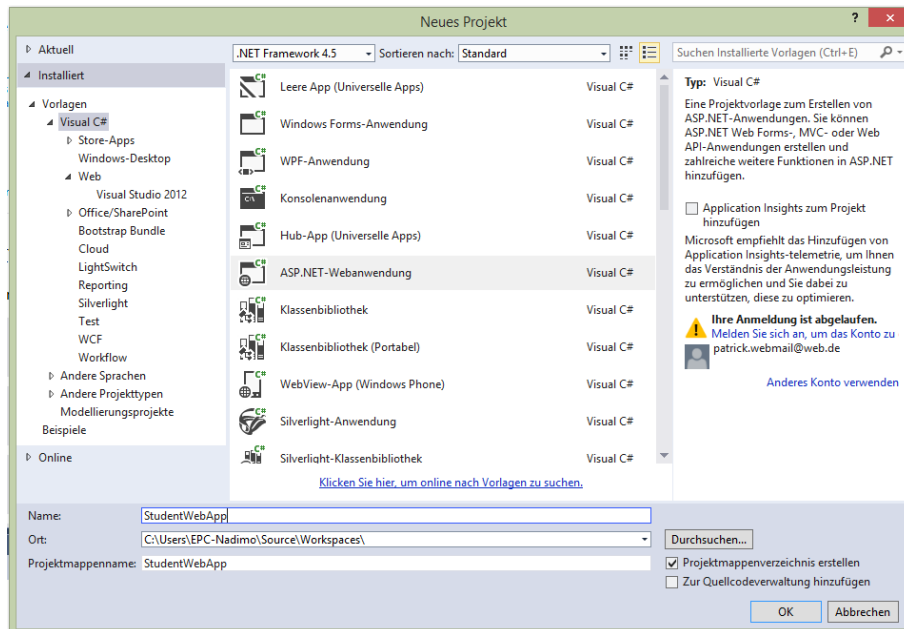 Neues Projekt
?
Aktuell
.NET Framework 4.5
Sortieren nach:
Standard
Suchen Installierte Vorlagen (Ctrl+E)
Installiert
Vorlagen
Visual C#
Store-Apps
Windows-Desktop
Web
Visual Studio 2012
Office/SharePoint
Bootstrap Bundle
Cloud
LightSwitch
Reporting
Silverlight
Test
WCF
Workflow
Andere Sprachen
Andere Projekttypen
Modellierungsprojekte
Beispiele
Online
Leere App (Universelle Apps) Visual C#
Windows Forms-Anwendung Visual C#
WPF-Anwendung Visual C#
Konsolenanwendung Visual C#
Hub-App (Universelle Apps) Visual C#
ASP.NET-Webanwendung Visual C#
Klassenbibliothek Visual C#
Klassenbibliothek (Portabel) Visual C#
WebView-App (Windows Phone) Visual C#
Silverlight-Anwendung Visual C#
Silverlight-Klassenbibliothek Visual C#
Klicken Sie hier, um online nach Vorlagen zu suchen.
Typ: Visual C#
Eine Projektvorlage zum Erstellen von
ASP.NET-Anwendungen. Sie können
ASP.NET Web Forms-, MVC- oder Web
API-Anwendungen erstellen und
zahlreiche weitere Funktionen in ASP.NET
hinzufügen.
Application Insights zum Projekt
hinzufügen
Microsoft empfiehlt das Hinzufügen von
Application Insights-telemetrie, um Ihnen
das Verständnis der Anwendungsleistung
zu ermöglichen und Sie dabei zu
unterstützen, diese zu optimieren.
Ihre Anmeldung ist abgelaufen.
Melden Sie sich an, um das Konto zu
patrick.webmail@web.de
Anderes Konto verwenden
Name: StudentWebApp
Ort: C:\Users\EPC-Nadimo\Source\Workspaces\
Durchsuchen...
Projektmappenname: StudentWebApp
Projektmappenverzeichnis erstellen
Zur Quellcodeverwaltung hinzufügen
OK
Abbrechen